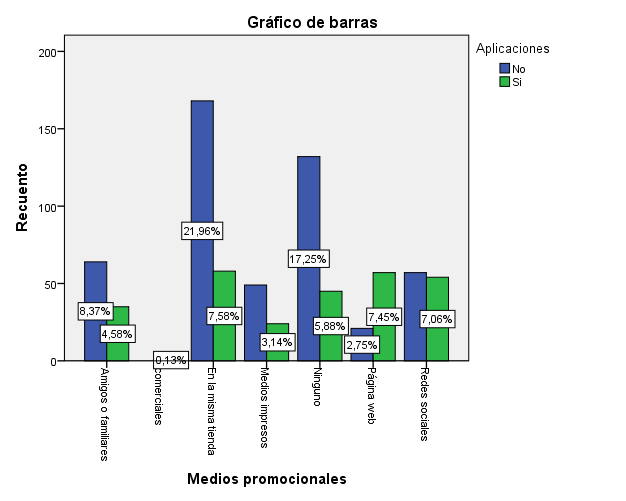 Gráfico de barras
Aplicaciones
No
Si
Recuento
200
150
100
50
0
8,37%
4,58%
0,13%
21,96%
7,58%
3,14%
17,25%
5,88%
2,75%
7,45%
7,06%
Amigos o familiares
comerciales
En la misma tienda
Medios impresos
Ninguno
Página web
Redes sociales
Medios promocionales